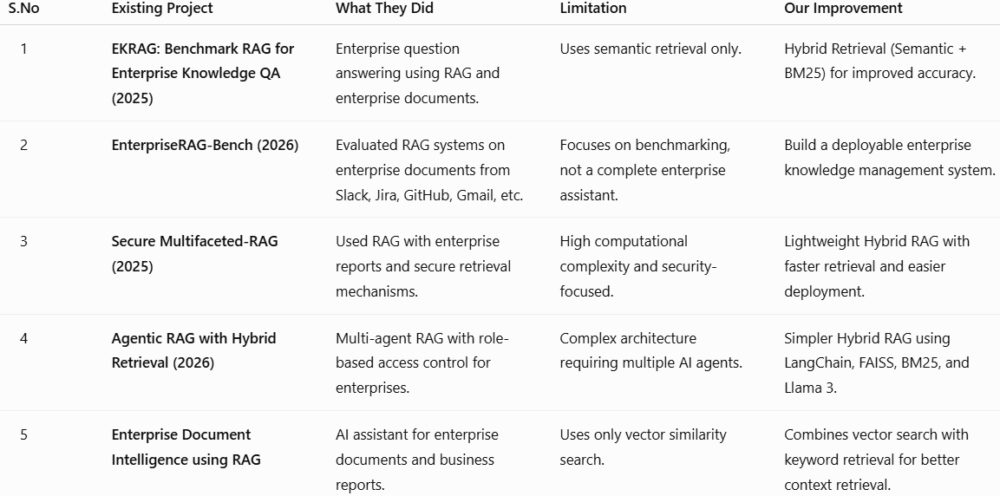 S.No Existing Project What They Did Limitation Our Improvement
1 EKRAG: Benchmark RAG for Enterprise question Uses semantic retrieval only. Hybrid Retrieval (Semantic +
Enterprise Knowledge QA answering using RAG and BM25) for improved accuracy.
(2025) enterprise documents.
2 EnterpriseRAG-Bench (2026) Evaluated RAG systems on Focuses on benchmarking, Build a deployable enterprise
enterprise documents from not a complete enterprise knowledge management system.
Slack, Jira, GitHub, Gmail, etc. assistant.
3 Secure Multifaceted-RAG Used RAG with enterprise High computational Lightweight Hybrid RAG with
(2025) reports and secure retrieval complexity and security- faster retrieval and easier
mechanisms. focused. deployment.
4 Agentic RAG with Hybrid Multi-agent RAG with role- Complex architecture Simpler Hybrid RAG using
Retrieval (2026) based access control for requiring multiple AI agents. LangChain, FAISS, BM25, and
enterprises. Llama 3.
5 Enterprise Document AI assistant for enterprise Uses only vector similarity Combines vector search with
Intelligence using RAG documents and business search. keyword retrieval for better
reports. context retrieval.